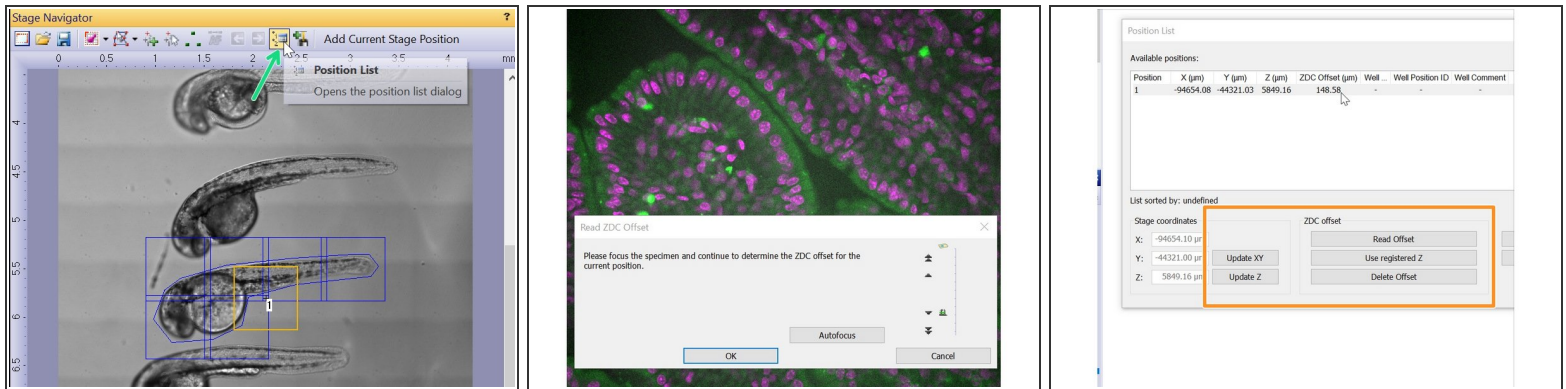 Stage Navigator
?
Add Current Stage Position
0 0.5 1 1.5 2 2.5 3 3.5 4 mm
Position List
Opens the position list dialog
4
4.5
5
5.5
6
6.5
1
Read ZDC Offset
Please focus the specimen and continue to determine the ZDC offset for the
current position.
Autofocus
OK
Cancel
Position List
Available positions:
Position X (µm) Y (µm) Z (µm) ZDC Offset (µm) Well ... Well Position ID Well Comment
1 -94654.08 -44321.03 5849.16 148.58 - - -
List sorted by: undefined
Stage coordinates
ZDC offset
X: -94654.10 µm
Read Offset
Y: -44321.00 µm Update XY
Use registered Z
Z: 5849.16 µm Update Z
Delete Offset